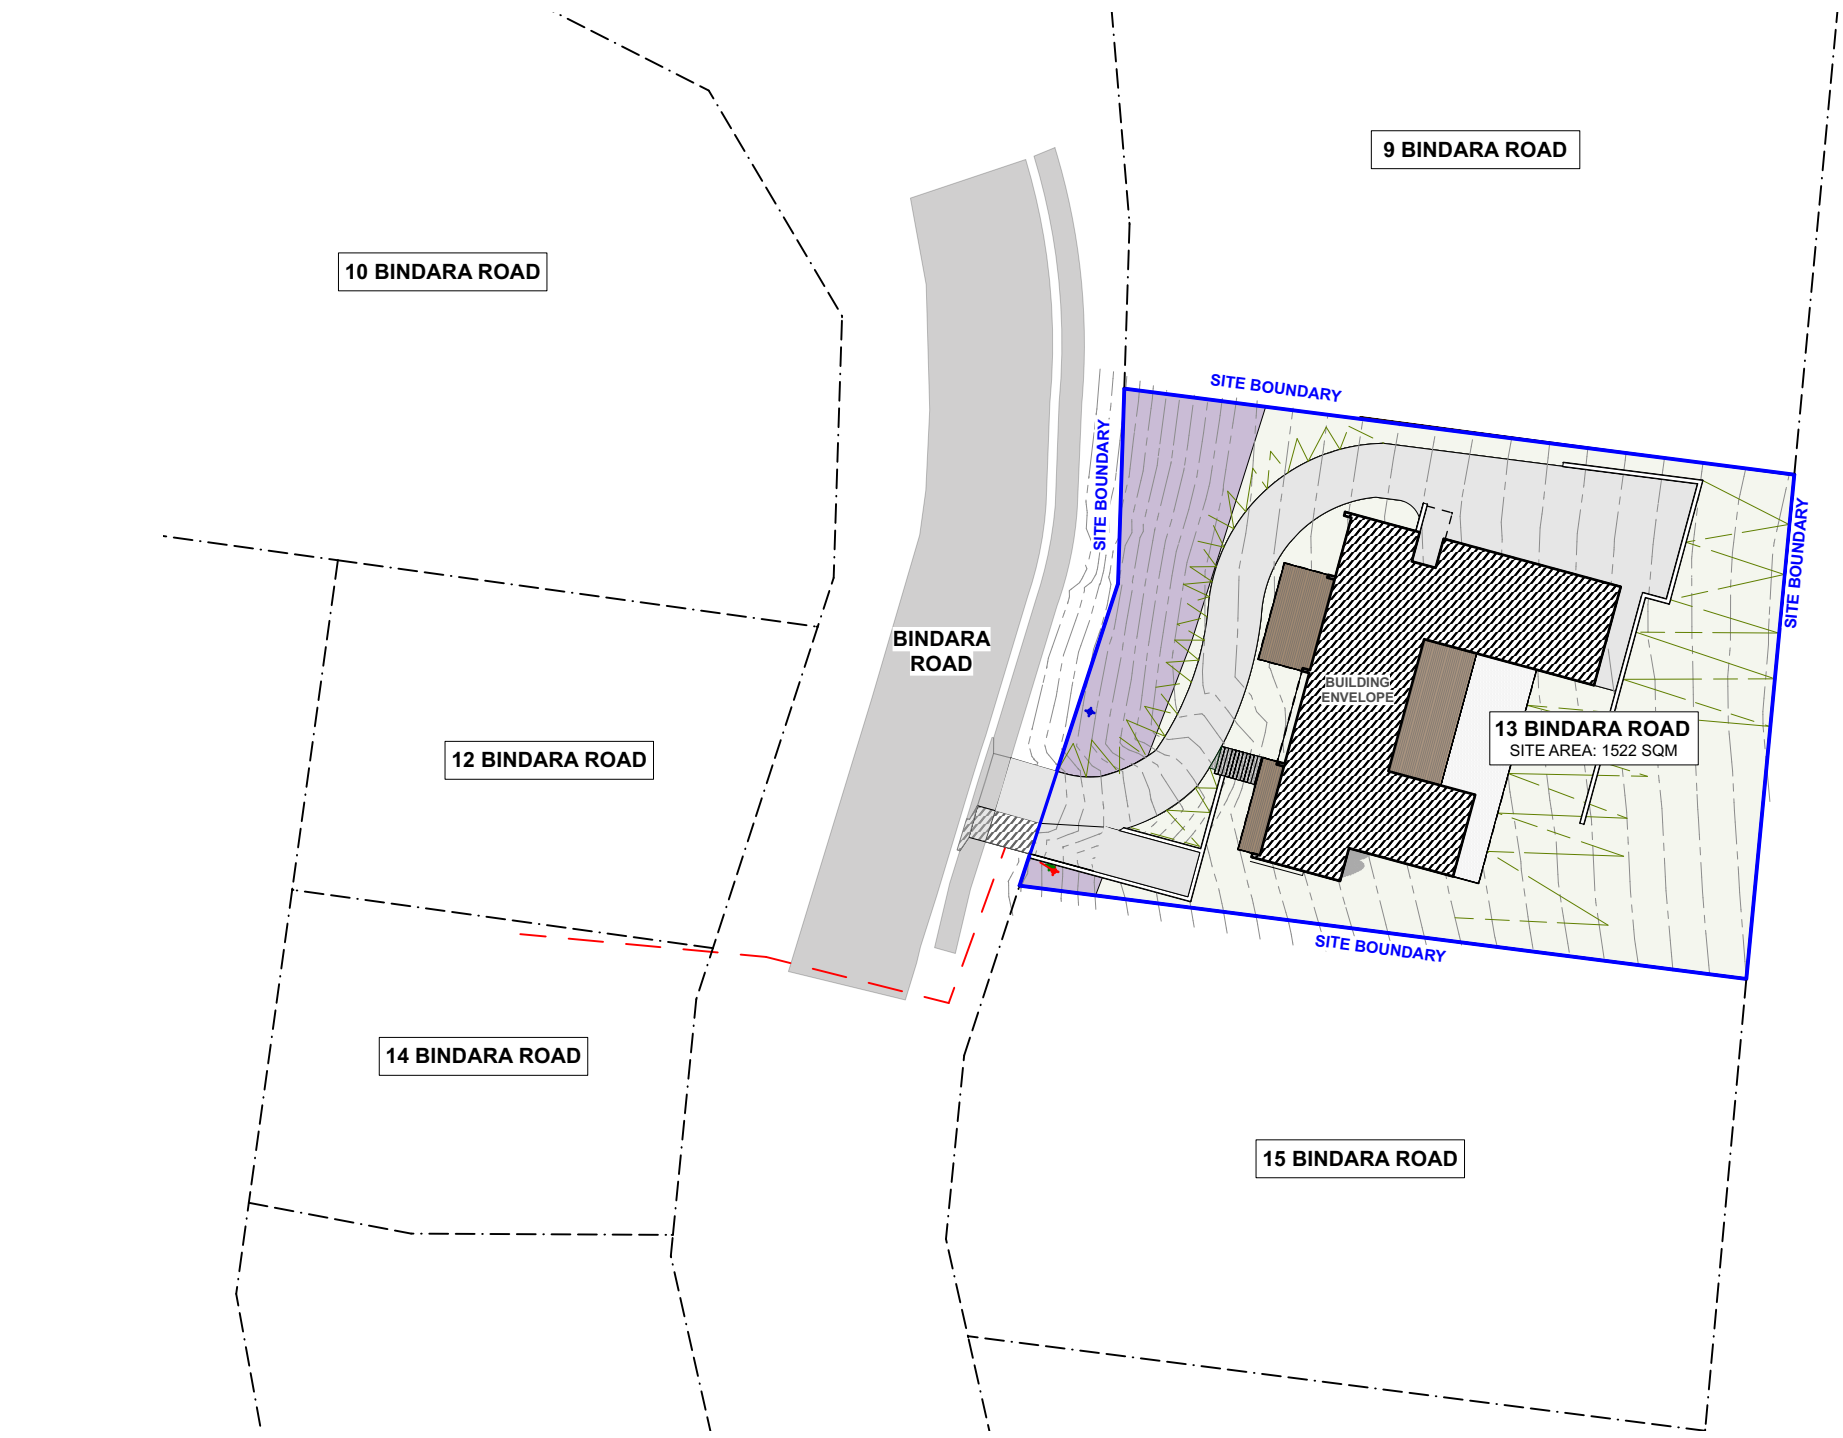 9 BINDARA ROAD
10 BINDARA ROAD
SITE BOUNDARY
SITE BOUNDARY
SITE BOUNDARY
BINDARA
ROAD
BUILDING
ENVELOPE
13 BINDARA ROAD
SITE AREA: 1522 SQM
12 BINDARA ROAD
SITE BOUNDARY
14 BINDARA ROAD
15 BINDARA ROAD